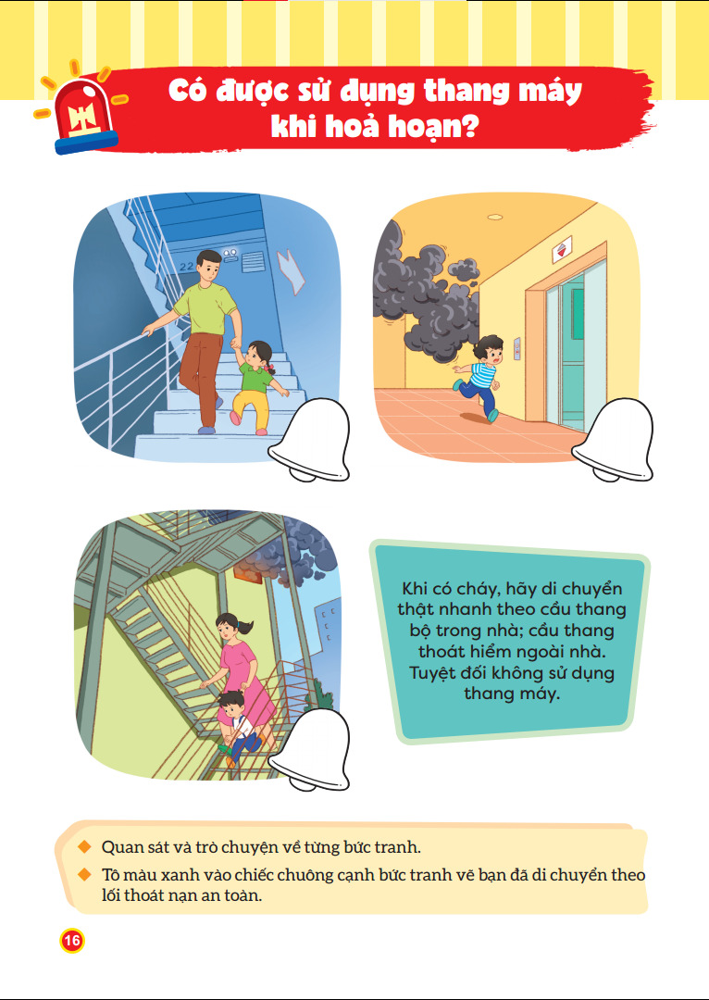 Có được sử dụng thang máy
khi hoả hoạn?
22
Khi có cháy, hãy di chuyển
thật nhanh theo cầu thang
bộ trong nhà; cầu thang
thoát hiểm ngoài nhà.
Tuyệt đối không sử dụng
thang máy.
Quan sát và trò chuyện về từng bức tranh.
Tô màu xanh vào chiếc chuông cạnh bức tranh vẽ bạn đã di chuyển theo
lối thoát nạn an toàn.
16